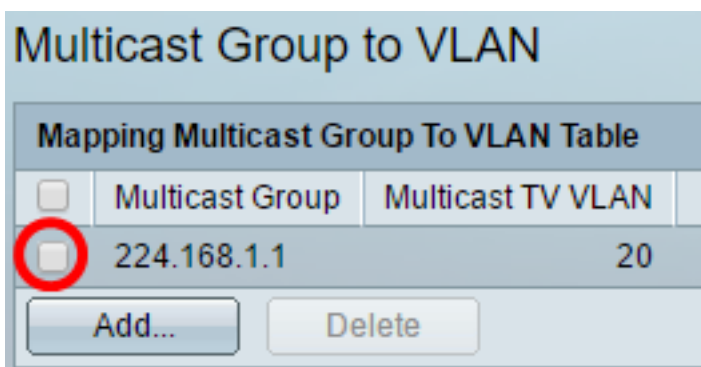 Multicast Group to VLAN
Mapping Multicast Group To VLAN Table
Multicast Group Multicast TV VLAN
224.168.1.1 20
Add... Delete